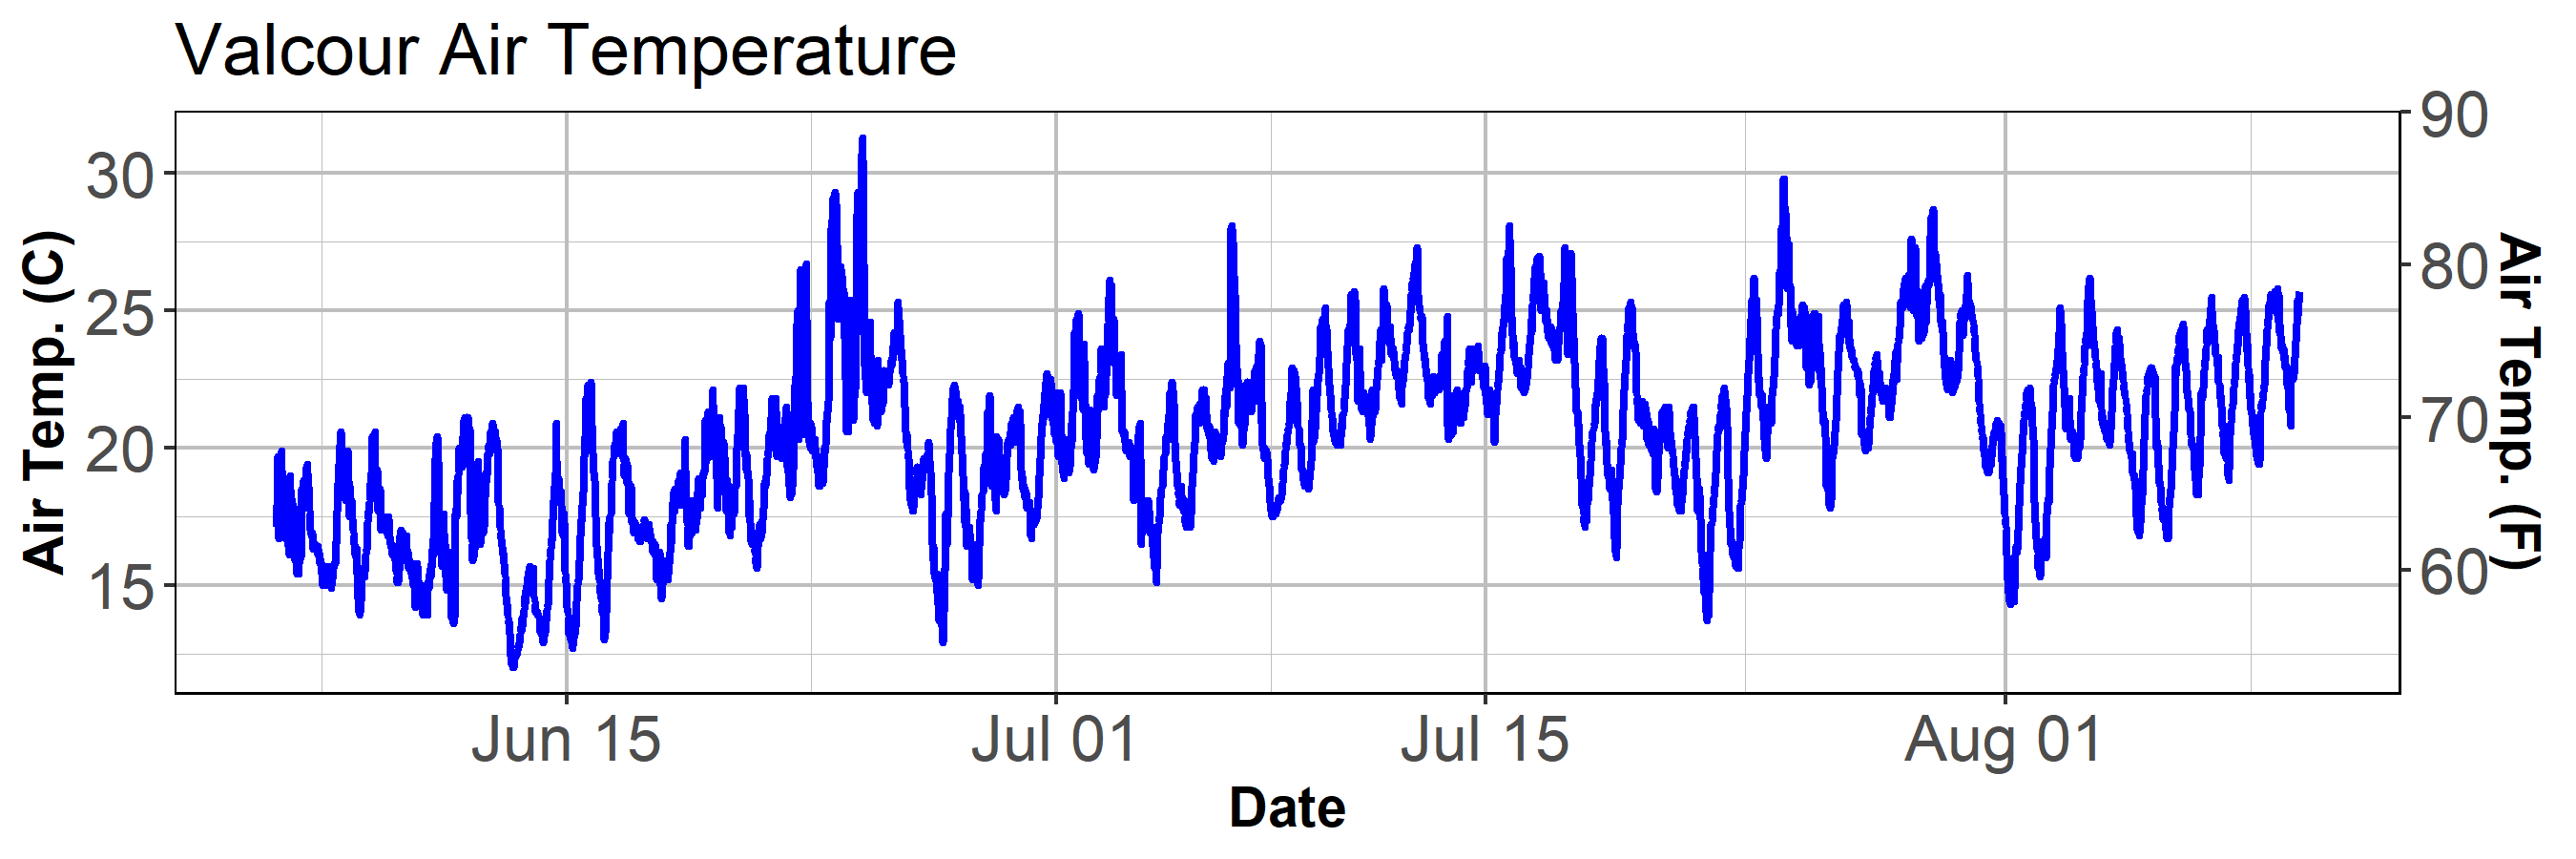 Valcour Air Temperature
Air Temp. (C)
30
25
20
15
90
80
70
60
Air Temp. (F)
Jun 15
Jul 01
Jul 15
Aug 01
Date